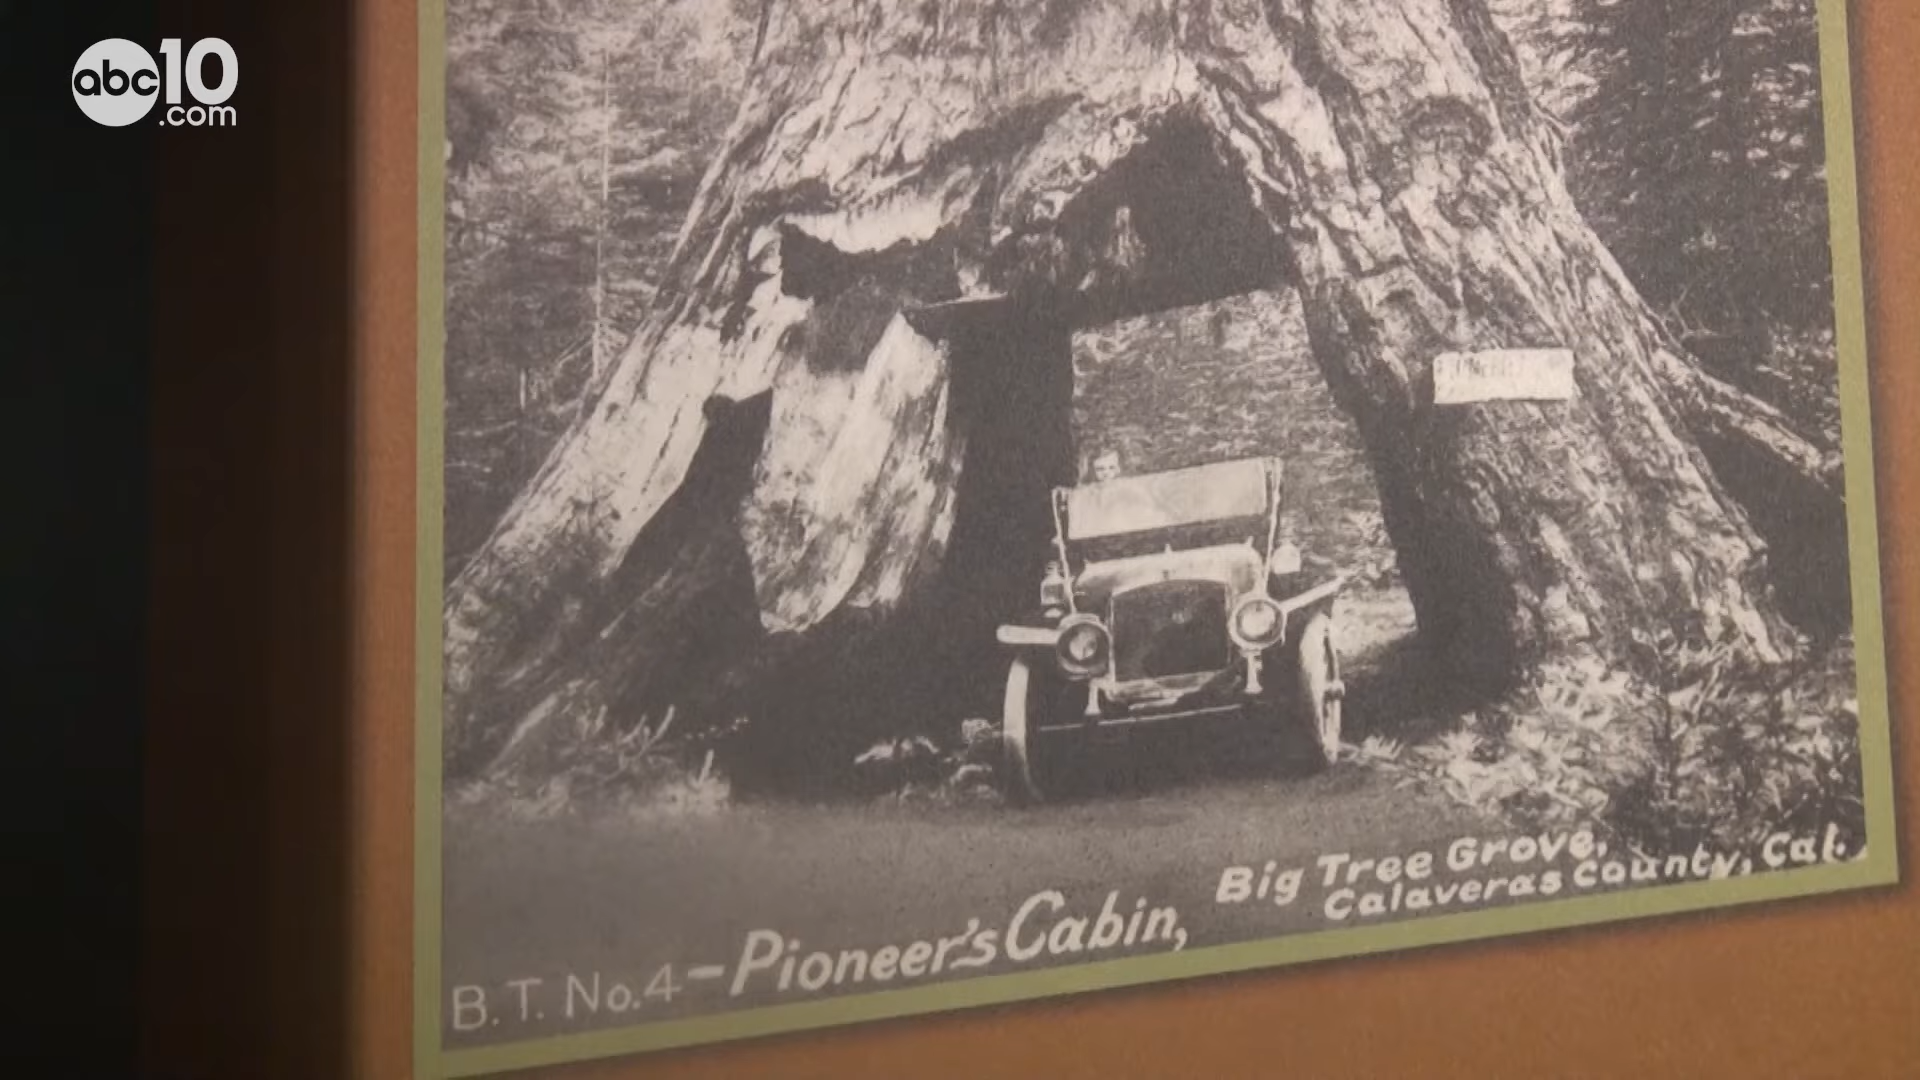 abc10
.com
B.T. No.4-Pioneer's Cabin,
Big Tree Grove,
Calaveras County, Cal.